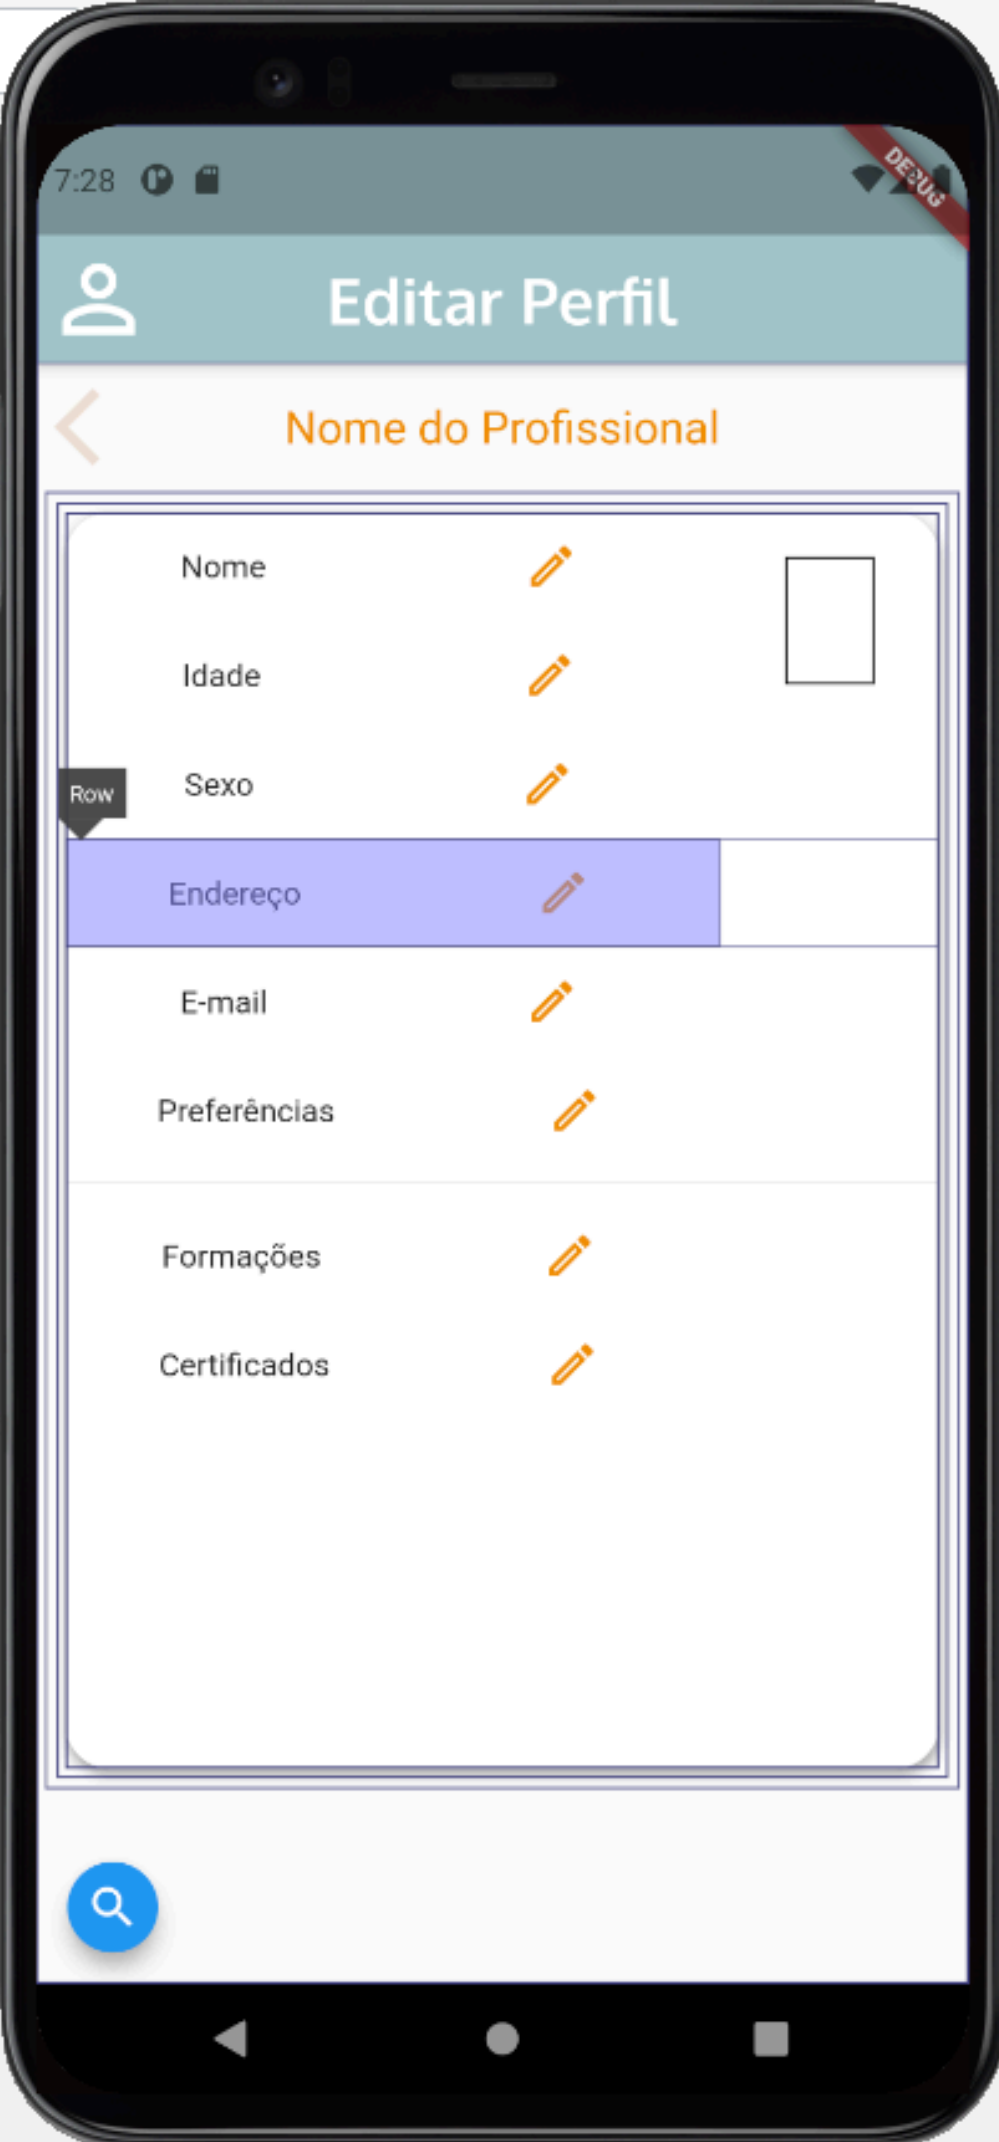 7:28
DEBUG
Editar Perfil
Nome do Profissional
Nome
Idade
Sexo
Row
Endereço
E-mail
Preferências
Formações
Certificados